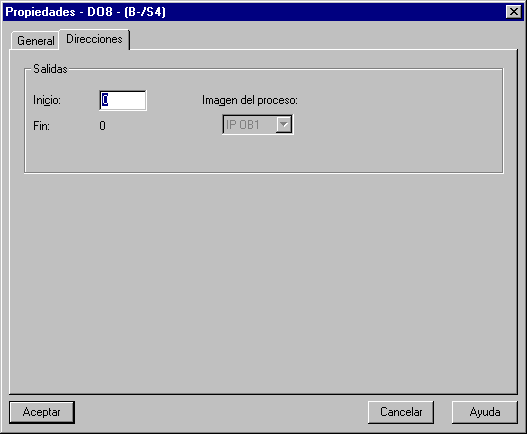 Propiedades - DO8 - (B-/S4)
General Direcciones
Salidas
Inicio: 0 Imagen del proceso:
Fin: 0 IP OB1
Aceptar Cancelar Ayuda